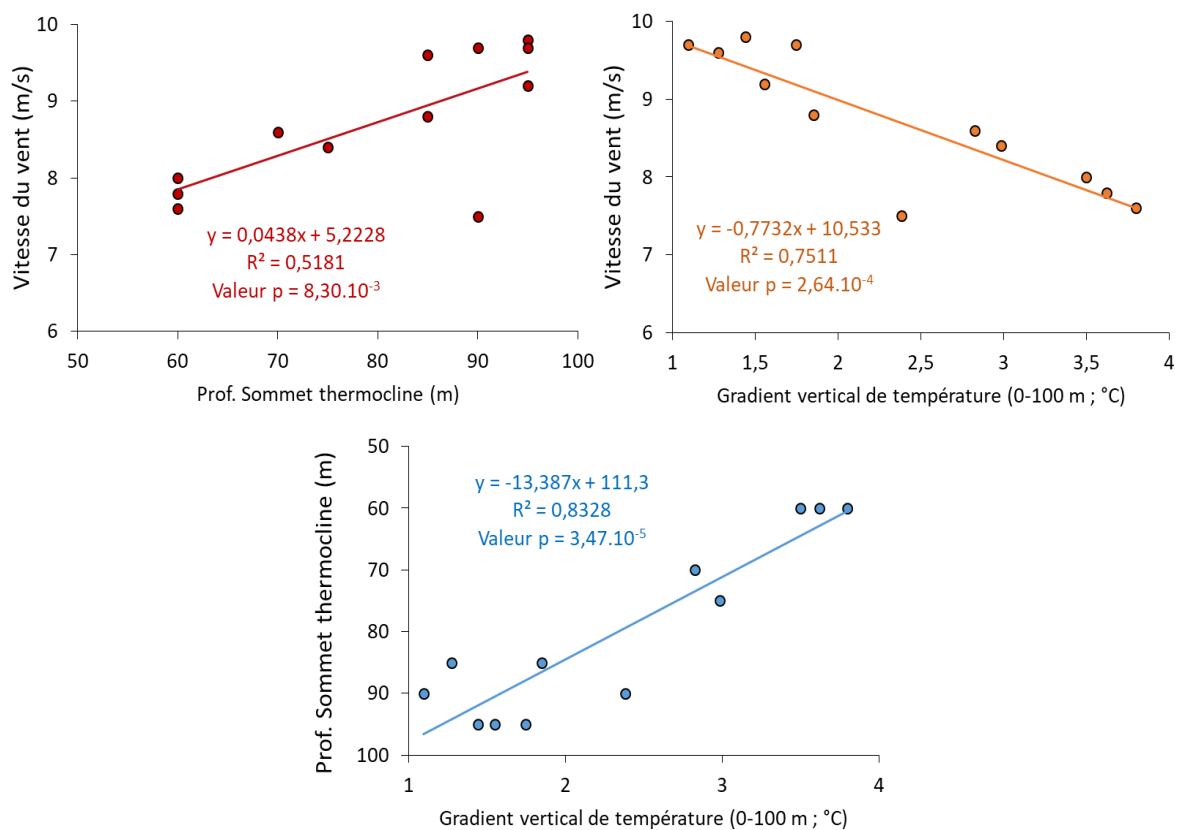 Vitesse du vent (m/s)
10
9
8
7
6
y = 0,0438x + 5,2228
R² = 0,5181
Valeur p = 8,30.10⁻³
50
60
70
80
90
100
Prof. Sommet thermocline (m)
Vitesse du vent (m/s)
10
9
8
7
6
y = -0,7732x + 10,533
R² = 0,7511
Valeur p = 2,64.10⁻⁴
1
1,5
2
2,5
3
3,5
4
Gradient vertical de température (0-100 m ; °C)
Prof. Sommet thermocline (m)
50
60
70
80
90
100
y = -13,387x + 111,3
R² = 0,8328
Valeur p = 3,47.10⁻⁵
1
2
3
4
Gradient vertical de température (0-100 m ; °C)